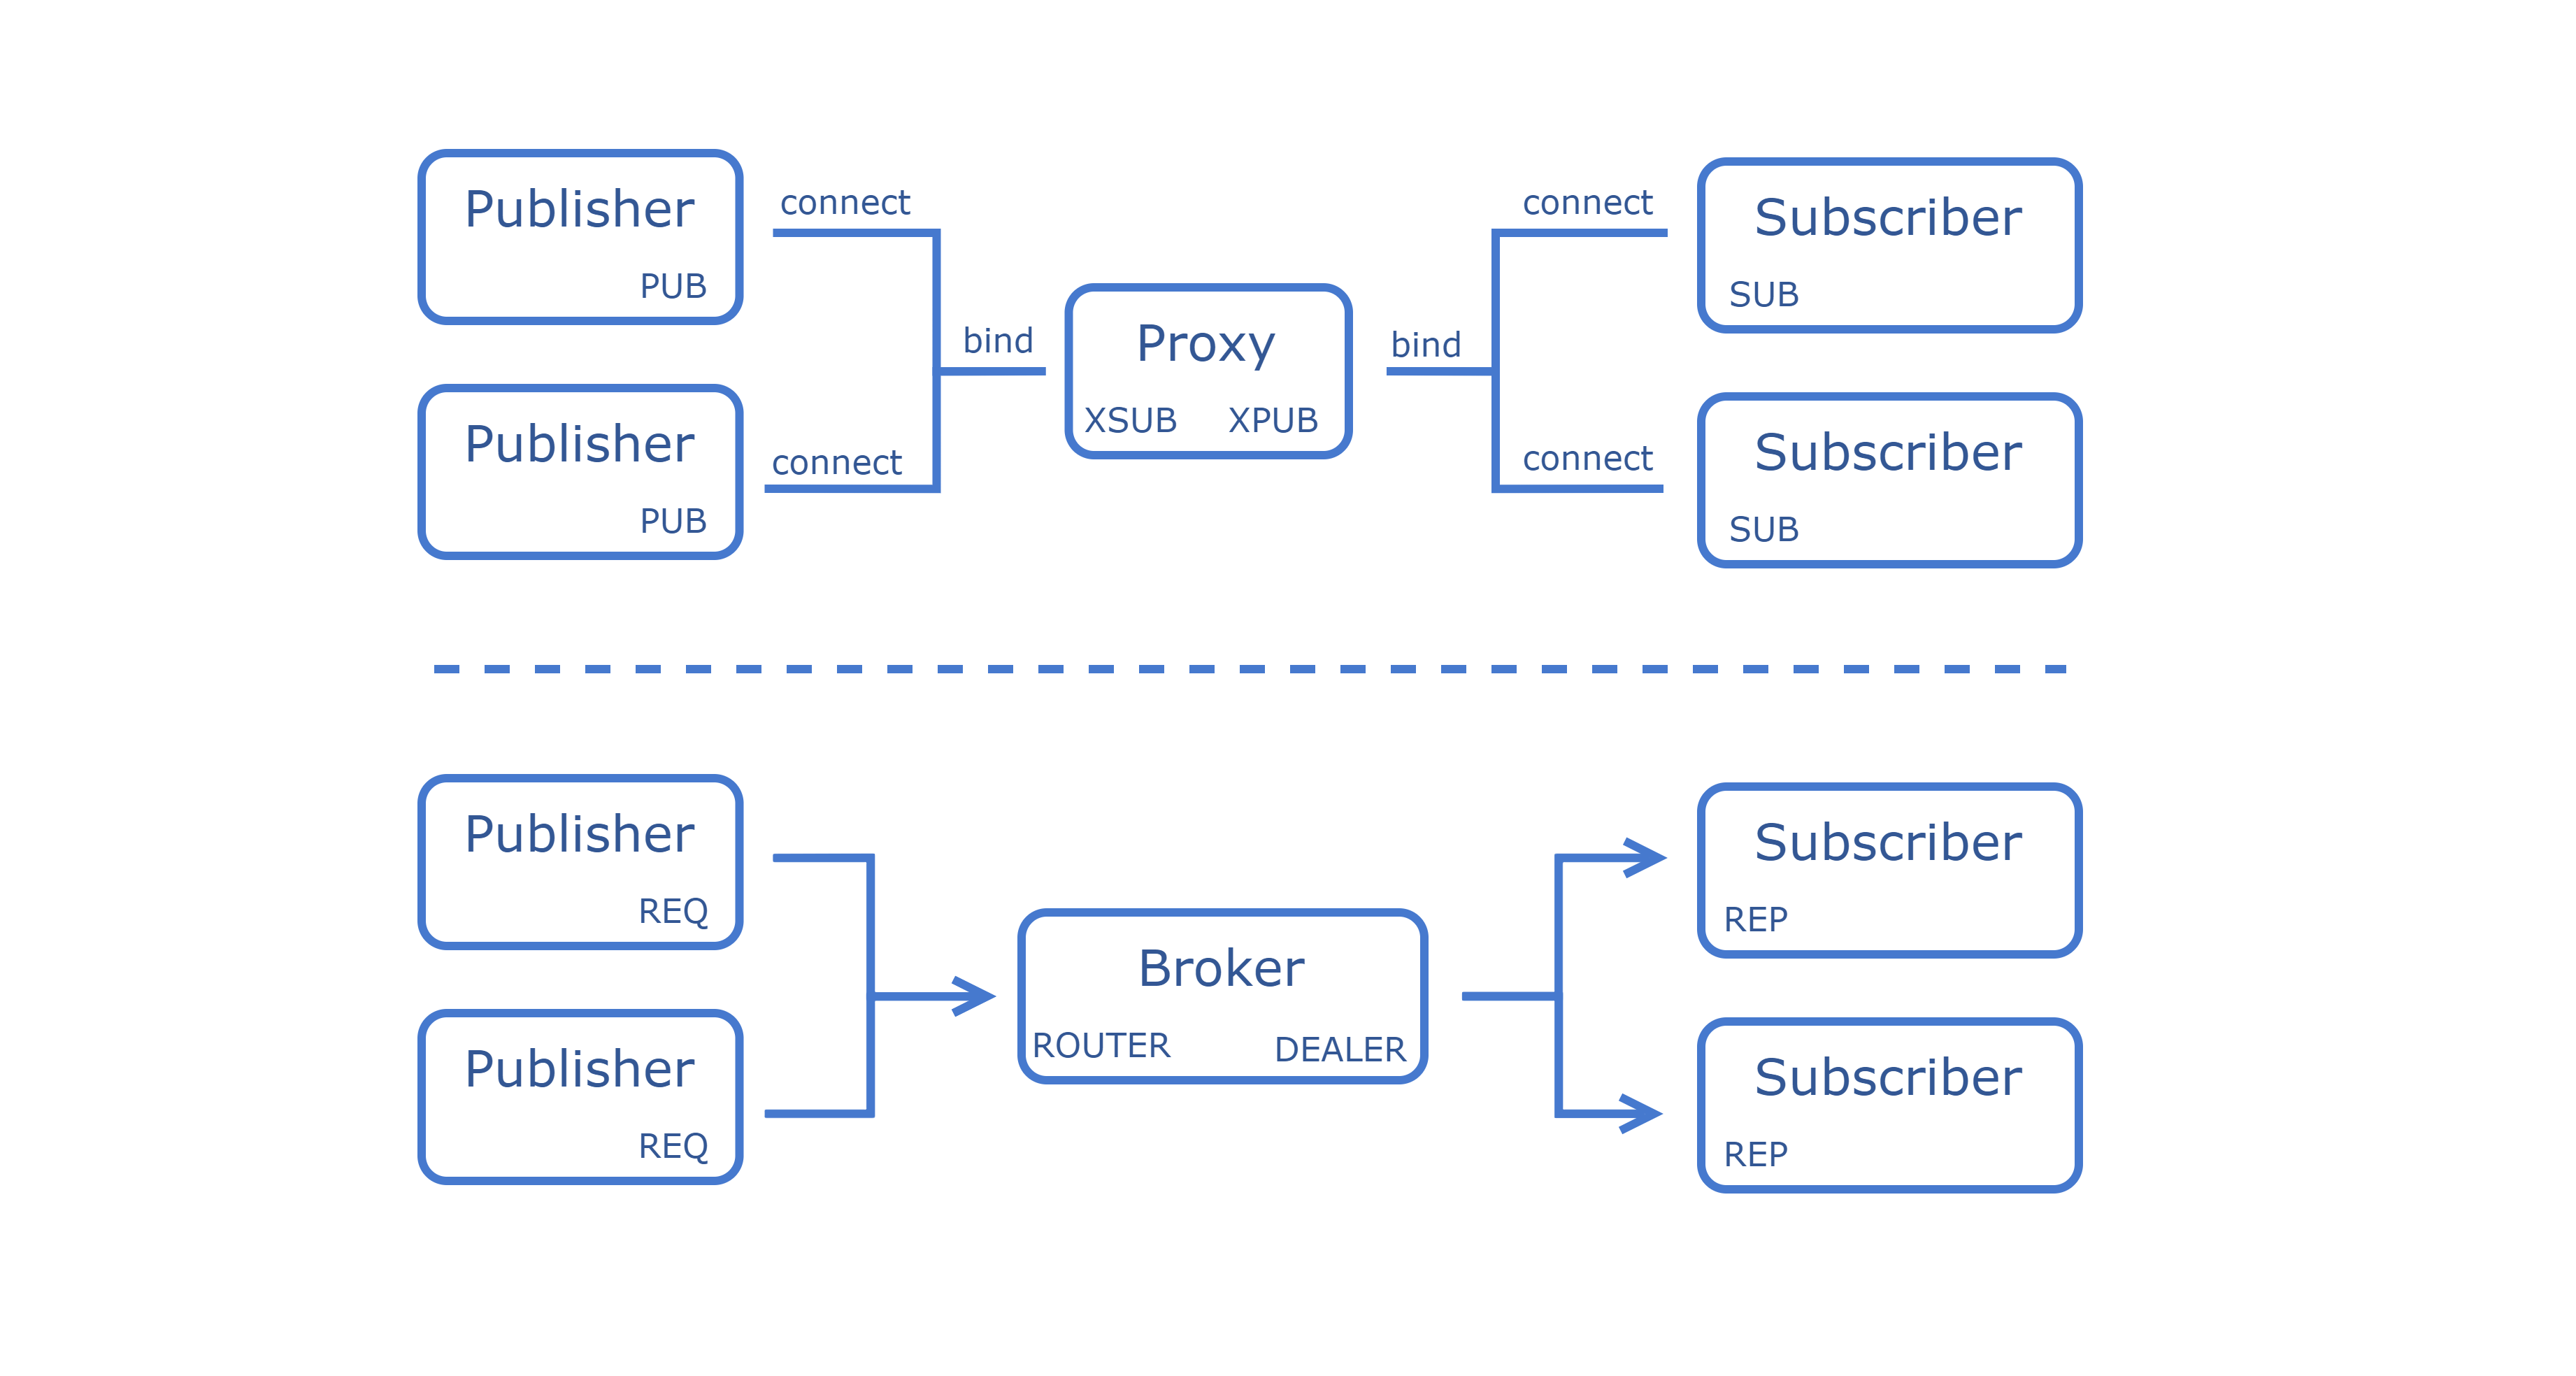 Publisher
PUB
connect
Publisher
PUB
connect
bind
Proxy
XSUB XPUB
bind
connect
Subscriber
SUB
connect
Subscriber
SUB
Publisher
REQ
Publisher
REQ
Broker
ROUTER DEALER
Subscriber
REP
Subscriber
REP